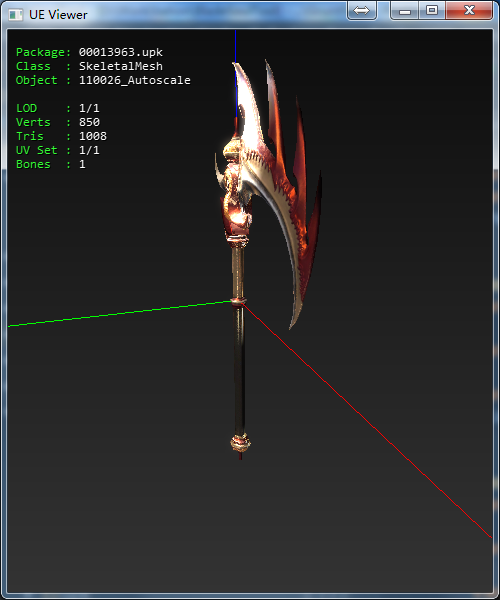 UE Viewer
Package: 00013963.upk
Class : SkeletalMesh
Object : 110026_Autoscale
LOD : 1/1
Verts : 850
Tris : 1008
UV Set : 1/1
Bones : 1